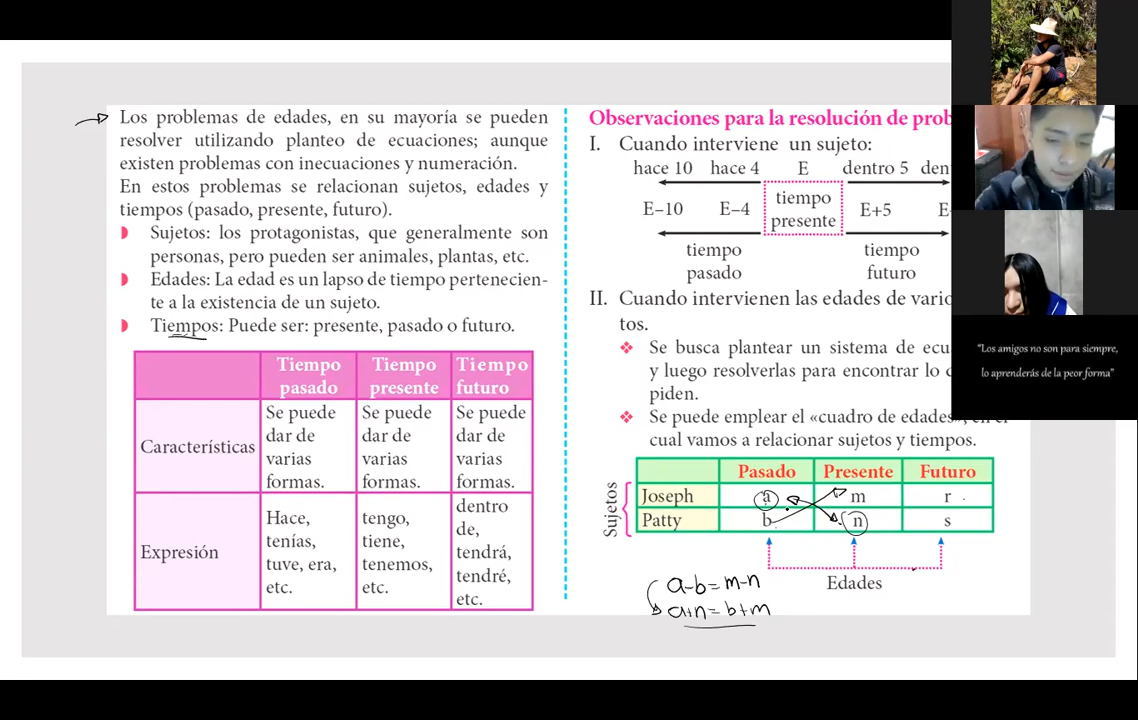 Los problemas de edades, en su mayoría se pueden
resolver utilizando planteo de ecuaciones; aunque
existen problemas con inecuaciones y numeración.
En estos problemas se relacionan sujetos, edades y
tiempos (pasado, presente, futuro).
Sujetos: los protagonistas, que generalmente son
personas, pero pueden ser animales, plantas, etc.
Edades: La edad es un lapso de tiempo pertenecien-
te a la existencia de un sujeto.
Tiempos: Puede ser: presente, pasado o futuro.
Tiempo Tiempo Tiempo
pasado presente futuro
Características
Se puede Se puede Se puede
dar de dar de dar de
varias varias varias
formas. formas. formas.
Expresión
Hace,
tenías,
tuve, era,
etc.
tengo,
tiene,
tenemos,
etc.
dentro
de,
tendrá,
tendré,
etc.
Observaciones para la resolución de prob
I. Cuando interviene un sujeto:
hace 10 hace 4 E dentro 5 den
E–10 E–4 tiempo presente E+5 E
tiempo
pasado
tiempo
futuro
II. Cuando intervienen las edades de vario
tos.
Se busca plantear un sistema de ecu
y luego resolverlas para encontrar lo
piden.
Se puede emplear el «cuadro de edades», en el
cual vamos a relacionar sujetos y tiempos.
Pasado Presente Futuro
Sujetos
Joseph a m r
Patty b n s
Edades
a-b=m-n
a+n=b+m
"Los amigos no son para siempre,
lo aprenderás de la peor forma"